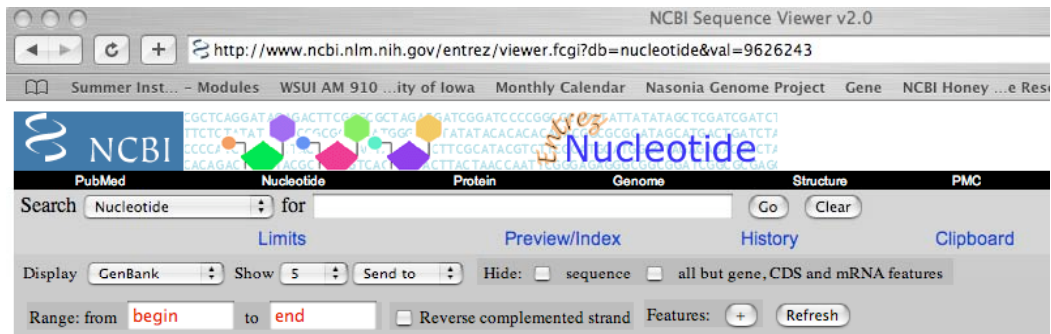 NCBI Sequence Viewer v2.0
http://www.ncbi.nlm.nih.gov/entrez/viewer.fcgi?db=nucleotide&val=9626243
Summer Inst... – Modules WSUI AM 910 ...ity of Iowa Monthly Calendar Nasonia Genome Project Gene NCBI Honey ...e Rese
NCBI Entrez Nucleotide
PubMed Nucleotide Protein Genome Structure PMC
Search Nucleotide for Go Clear
Limits Preview/Index History Clipboard
Display GenBank Show 5 Send to Hide: sequence all but gene, CDS and mRNA features
Range: from begin to end Reverse complemented strand Features: + Refresh